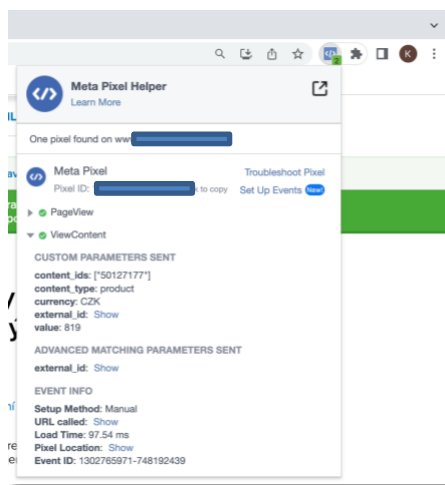 K
2
Meta Pixel Helper
Learn More
One pixel found on ww
Meta Pixel
Troubleshoot Pixel
Pixel ID:
to copy
Set Up Events New!
PageView
ViewContent
CUSTOM PARAMETERS SENT
content_ids: ["50127177"]
content_type: product
currency: CZK
external_id: Show
value: 819
ADVANCED MATCHING PARAMETERS SENT
external_id: Show
EVENT INFO
Setup Method: Manual
URL called: Show
Load Time: 97.54 ms
Pixel Location: Show
Event ID: 1302765971-748192439